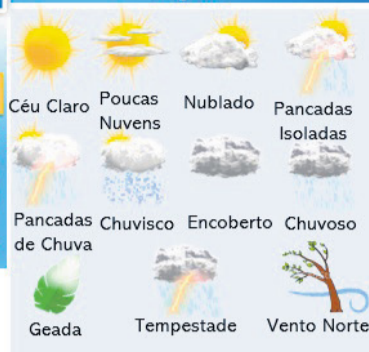 Céu Claro
Poucas
Nuvens
Nublado
Pancadas
Isoladas
Pancadas
de Chuva
Chuvisco
Encoberto
Chuvoso
Geada
Tempestade
Vento Norte